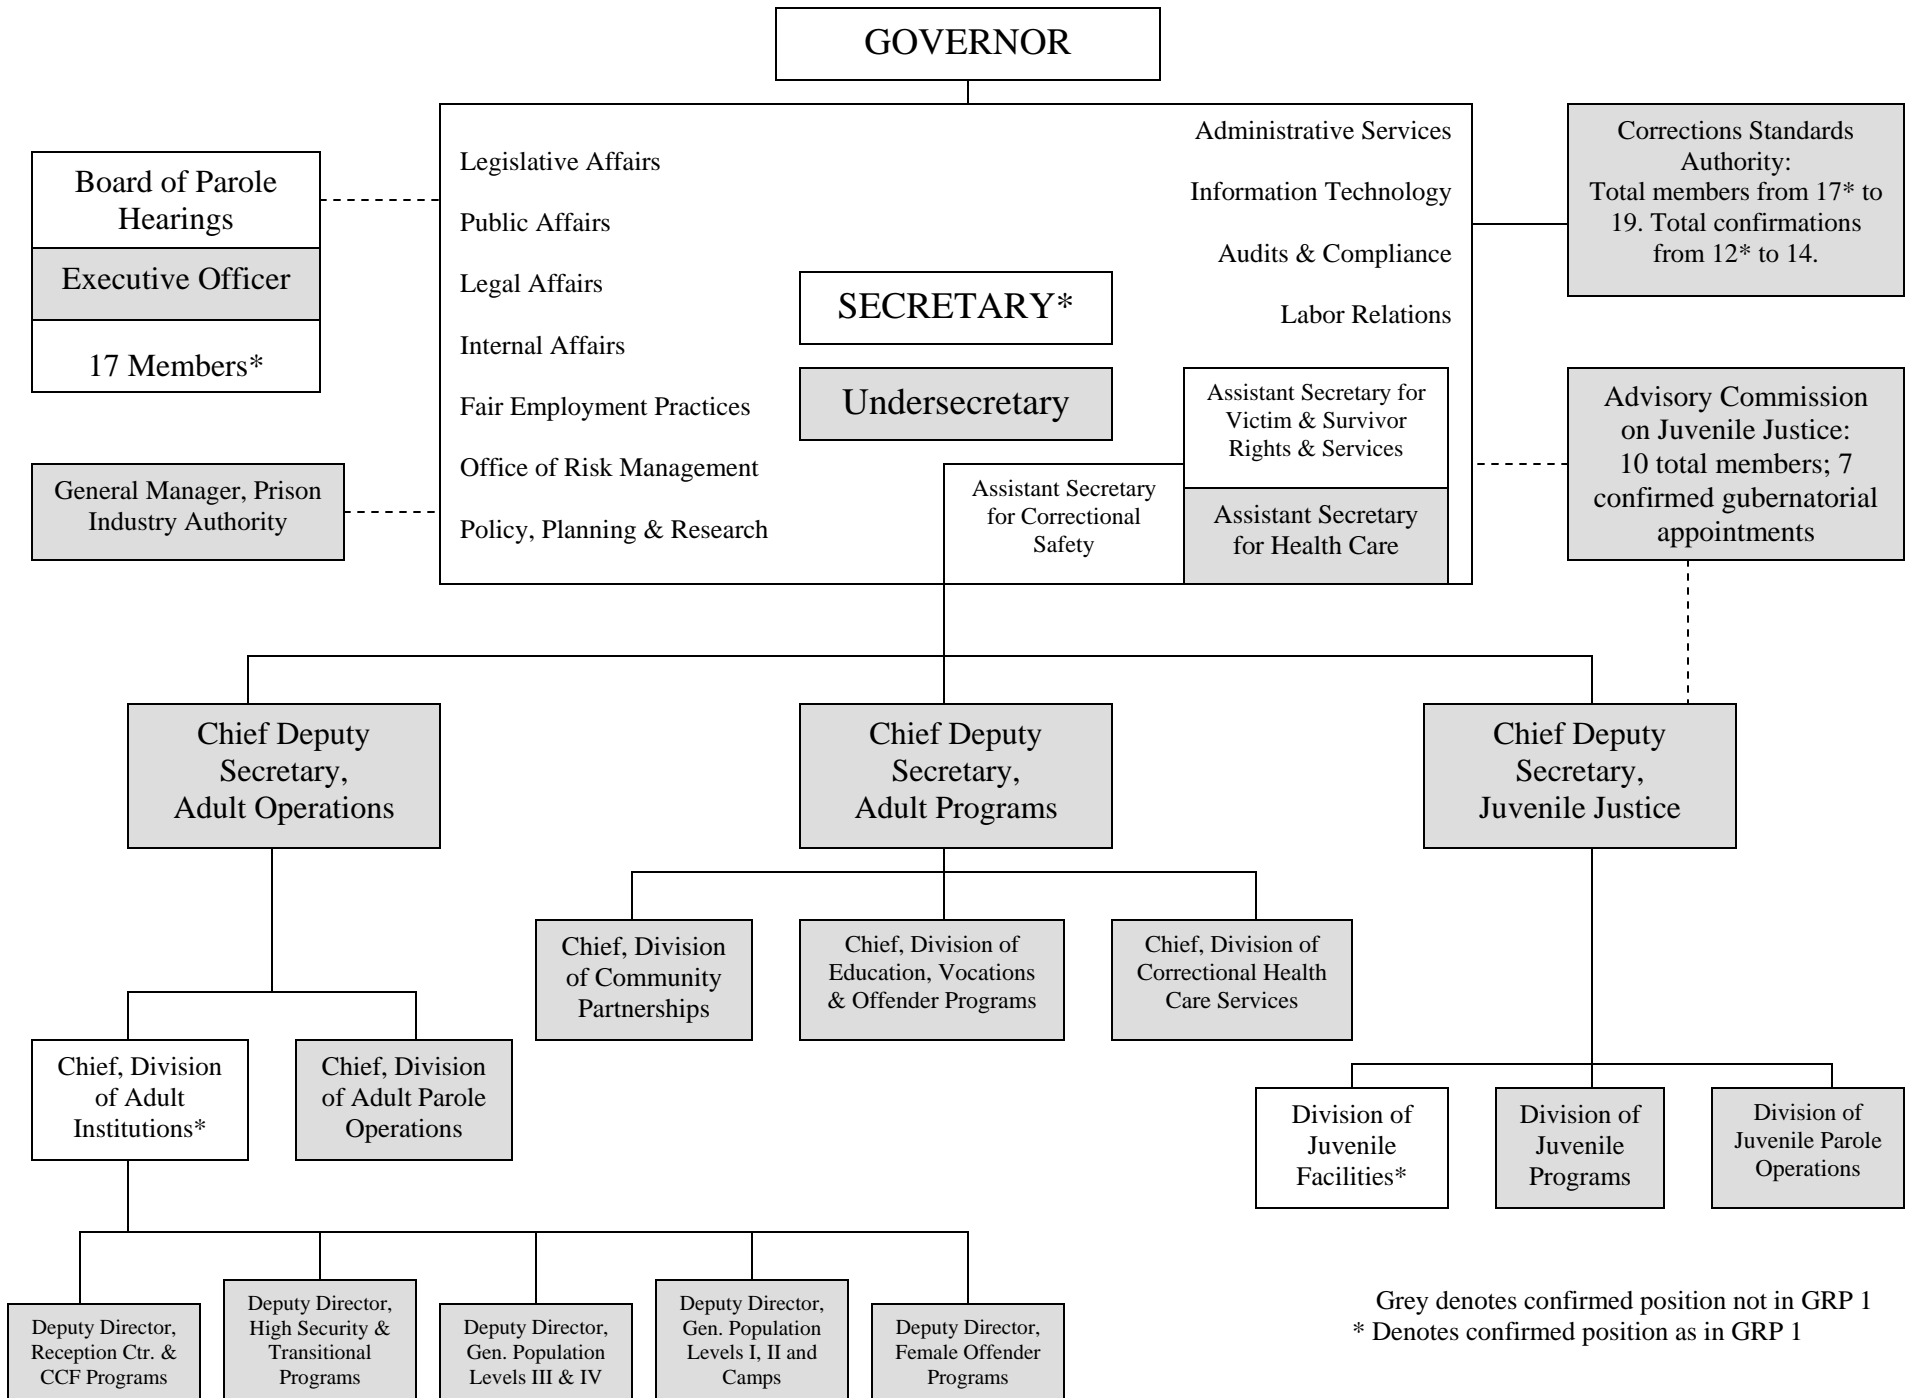 GOVERNOR
Board of Parole
Hearings
Executive Officer
17 Members*
General Manager, Prison
Industry Authority
Legislative Affairs
Public Affairs
Legal Affairs
Internal Affairs
Fair Employment Practices
Office of Risk Management
Policy, Planning & Research
SECRETARY*
Undersecretary
Administrative Services
Information Technology
Audits & Compliance
Labor Relations
Assistant Secretary for
Victim & Survivor
Rights & Services
Assistant Secretary
for Correctional
Safety
Assistant Secretary
for Health Care
Corrections Standards
Authority:
Total members from 17* to
19. Total confirmations
from 12* to 14.
Advisory Commission
on Juvenile Justice:
10 total members; 7
confirmed gubernatorial
appointments
Chief Deputy
Secretary,
Adult Operations
Chief Deputy
Secretary,
Adult Programs
Chief Deputy
Secretary,
Juvenile Justice
Chief, Division
of Community
Partnerships
Chief, Division of
Education, Vocations
& Offender Programs
Chief, Division of
Correctional Health
Care Services
Chief, Division
of Adult
Institutions*
Chief, Division
of Adult Parole
Operations
Division of
Juvenile
Facilities*
Division of
Juvenile
Programs
Division of
Juvenile Parole
Operations
Deputy Director,
Reception Ctr. &
CCF Programs
Deputy Director,
High Security &
Transitional
Programs
Deputy Director,
Gen. Population
Levels III & IV
Deputy Director,
Gen. Population
Levels I, II and
Camps
Deputy Director,
Female Offender
Programs
Grey denotes confirmed position not in GRP 1
* Denotes confirmed position as in GRP 1